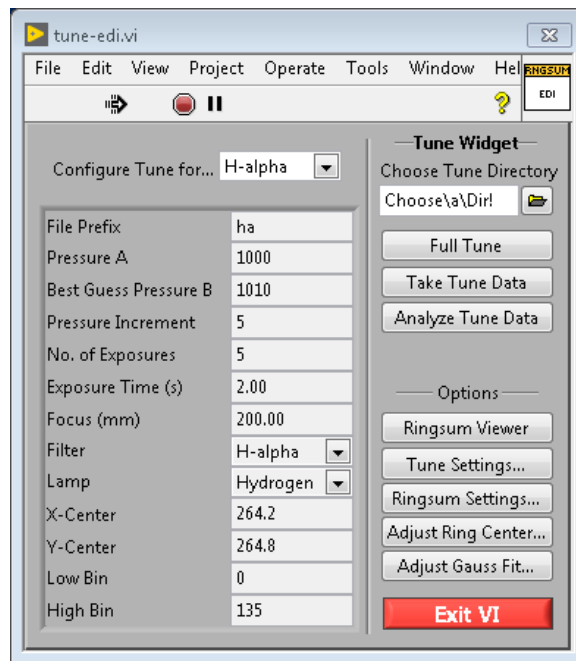 tune-edi.vi
File Edit View Project Operate Tools Window Hel
RNGSUM
EDI
Configure Tune for... H-alpha
File Prefix ha
Pressure A 1000
Best Guess Pressure B 1010
Pressure Increment 5
No. of Exposures 5
Exposure Time (s) 2.00
Focus (mm) 200.00
Filter H-alpha
Lamp Hydrogen
X-Center 264.2
Y-Center 264.8
Low Bin 0
High Bin 135
Tune Widget
Choose Tune Directory
Choose\a\Dir!
Full Tune
Take Tune Data
Analyze Tune Data
Options
Ringsum Viewer
Tune Settings...
Ringsum Settings...
Adjust Ring Center...
Adjust Gauss Fit...
Exit VI